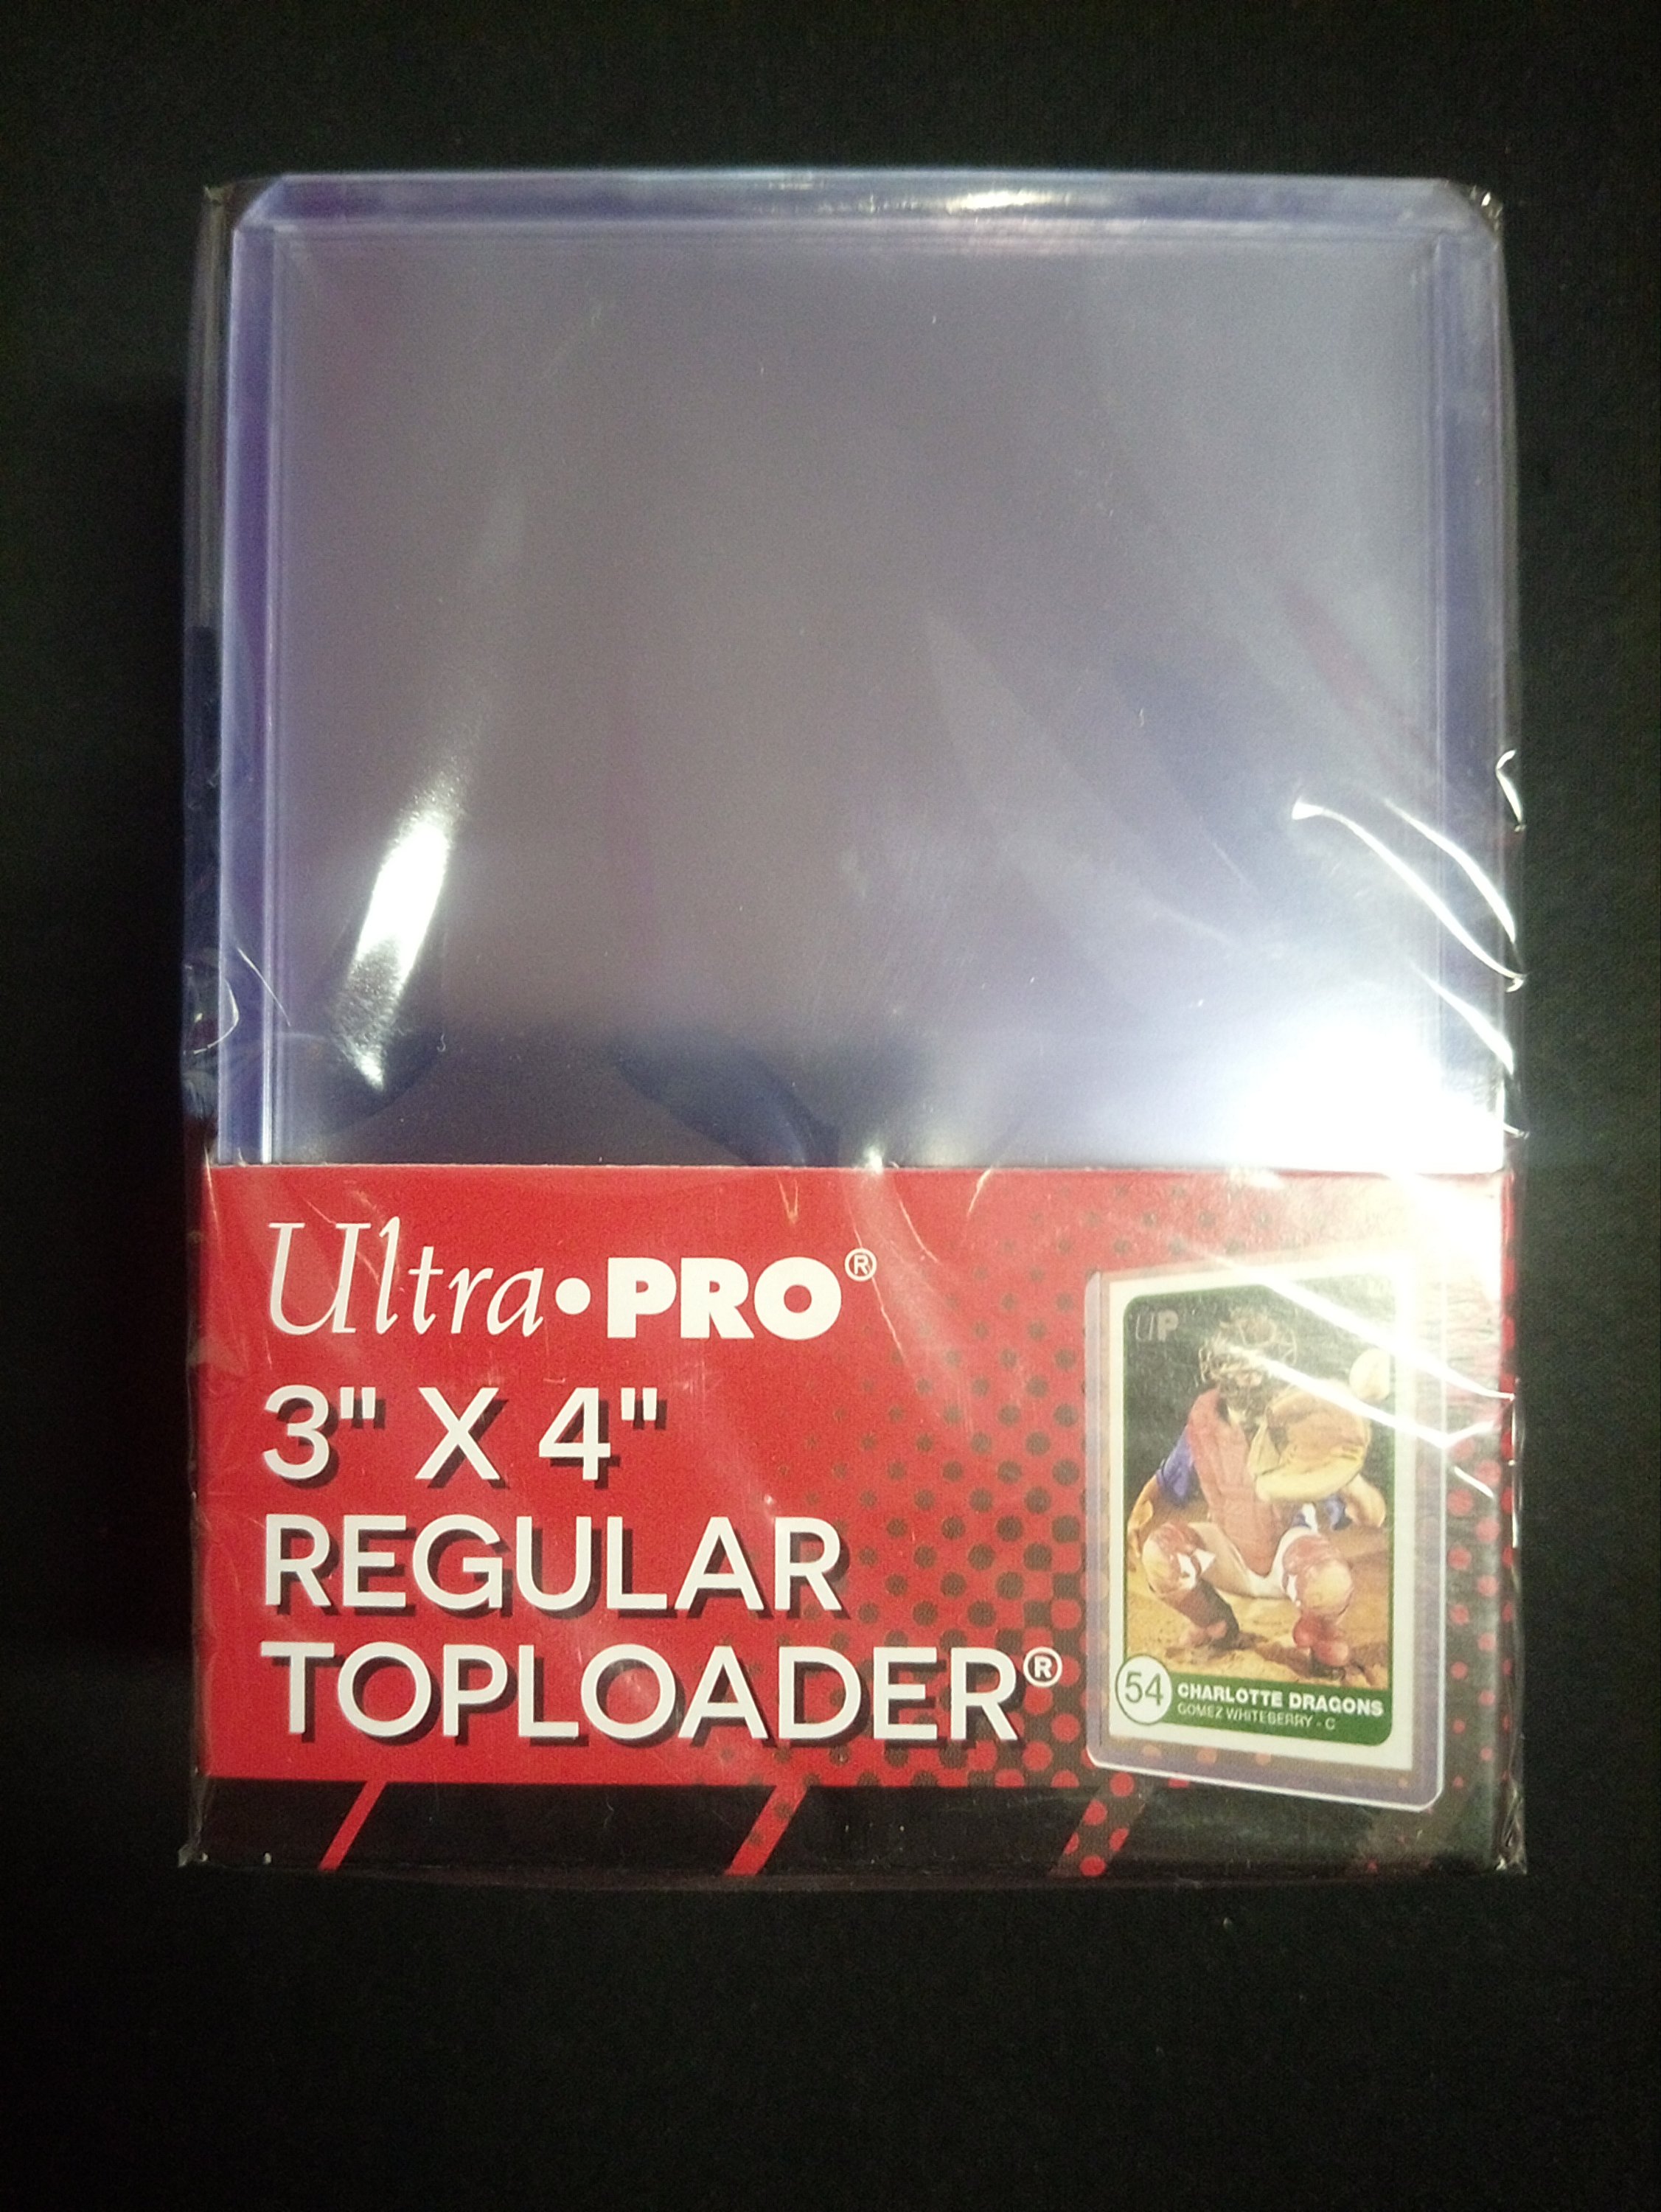 Ultra•PRO®
3" X 4"
REGULAR
TOPLOADER®
UP
54
CHARLOTTE DRAGONS
GOMEZ WHITEBERRY - C